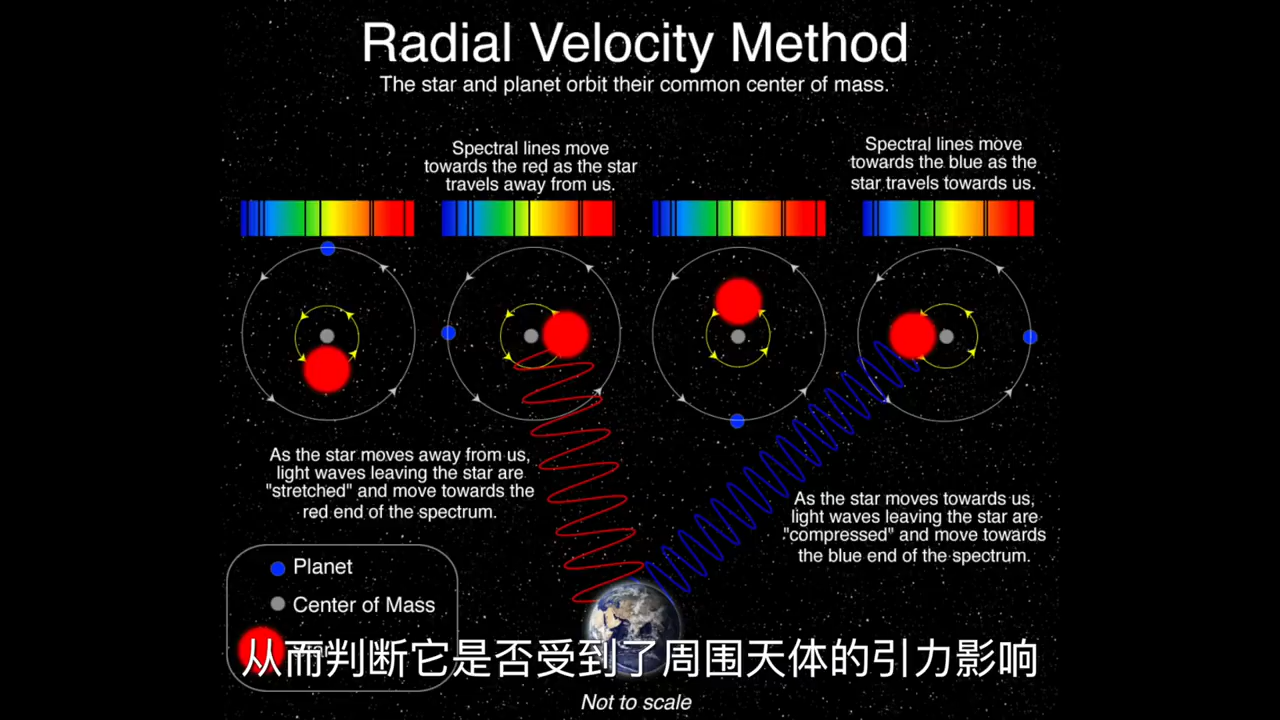 Radial Velocity Method
The star and planet orbit their common center of mass.
Spectral lines move
towards the red as the star
travels away from us.
Spectral lines move
towards the blue as the
star travels towards us.
As the star moves away from us,
light waves leaving the star are
"stretched" and move towards the
red end of the spectrum.
As the star moves towards us,
light waves leaving the star are
"compressed" and move towards
the blue end of the spectrum.
Planet
Center of Mass
从而判断它是否受到了周围天体的引力影响
Not to scale